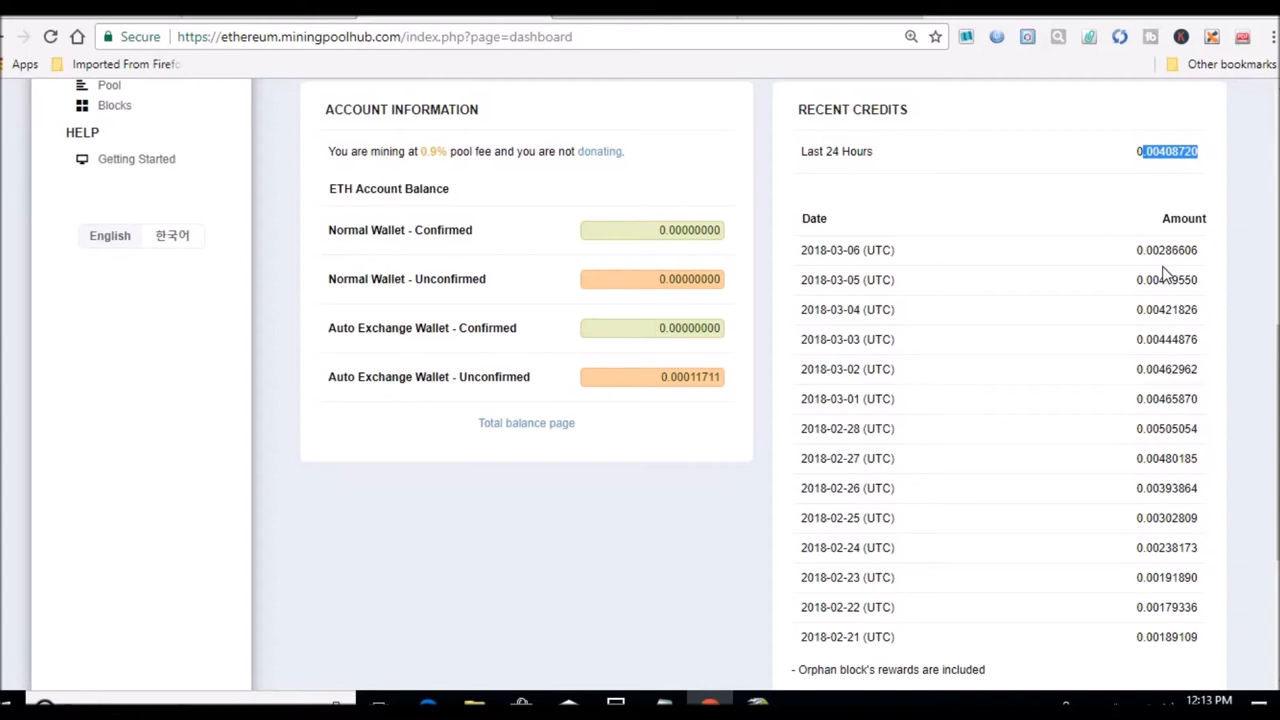 Secure
https://ethereum.miningpoolhub.com/index.php?page=dashboard
Apps
Imported From Firefo
Other bookmarks
Pool
Blocks
HELP
Getting Started
English
한국어
ACCOUNT INFORMATION
You are mining at 0.9% pool fee and you are not donating.
ETH Account Balance
Normal Wallet - Confirmed 0.00000000
Normal Wallet - Unconfirmed 0.00000000
Auto Exchange Wallet - Confirmed 0.00000000
Auto Exchange Wallet - Unconfirmed 0.00011711
Total balance page
RECENT CREDITS
Last 24 Hours 0.00408720
Date Amount
2018-03-06 (UTC) 0.00286606
2018-03-05 (UTC)
2018-03-04 (UTC) 0.00421826
2018-03-03 (UTC) 0.00444876
2018-03-02 (UTC) 0.00462962
2018-03-01 (UTC) 0.00465870
2018-02-28 (UTC) 0.00505054
2018-02-27 (UTC) 0.00480185
2018-02-26 (UTC) 0.00393864
2018-02-25 (UTC) 0.00302809
2018-02-24 (UTC) 0.00238173
2018-02-23 (UTC) 0.00191890
2018-02-22 (UTC) 0.00179336
2018-02-21 (UTC) 0.00189109
- Orphan block's rewards are included
12:13 PM